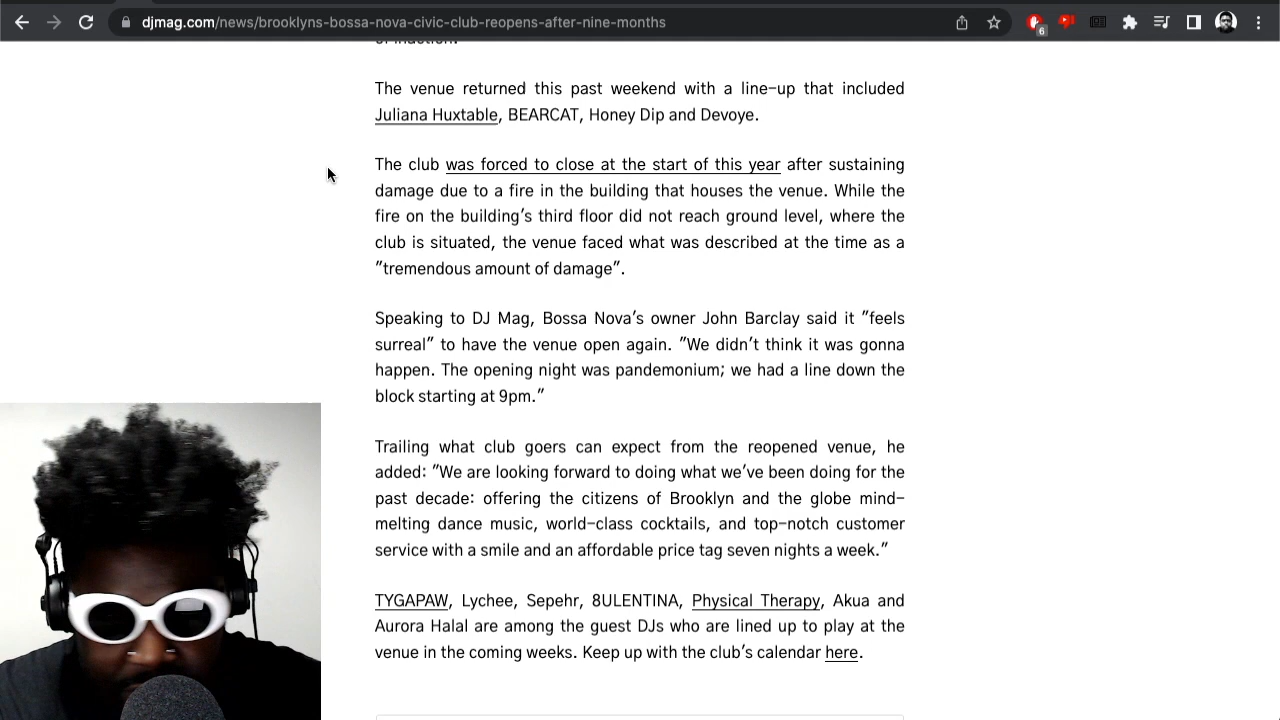 djmag.com/news/brooklyns-bossa-nova-civic-club-reopens-after-nine-months
6
of inaction.
The venue returned this past weekend with a line-up that included
Juliana Huxtable, BEARCAT, Honey Dip and Devoye.
The club was forced to close at the start of this year after sustaining
damage due to a fire in the building that houses the venue. While the
fire on the building's third floor did not reach ground level, where the
club is situated, the venue faced what was described at the time as a
"tremendous amount of damage".
Speaking to DJ Mag, Bossa Nova's owner John Barclay said it "feels
surreal" to have the venue open again. "We didn't think it was gonna
happen. The opening night was pandemonium; we had a line down the
block starting at 9pm."
Trailing what club goers can expect from the reopened venue, he
added: "We are looking forward to doing what we've been doing for the
past decade: offering the citizens of Brooklyn and the globe mind-
melting dance music, world-class cocktails, and top-notch customer
service with a smile and an affordable price tag seven nights a week."
TYGAPAW, Lychee, Sepehr, 8ULENTINA, Physical Therapy, Akua and
Aurora Halal are among the guest DJs who are lined up to play at the
venue in the coming weeks. Keep up with the club's calendar here.